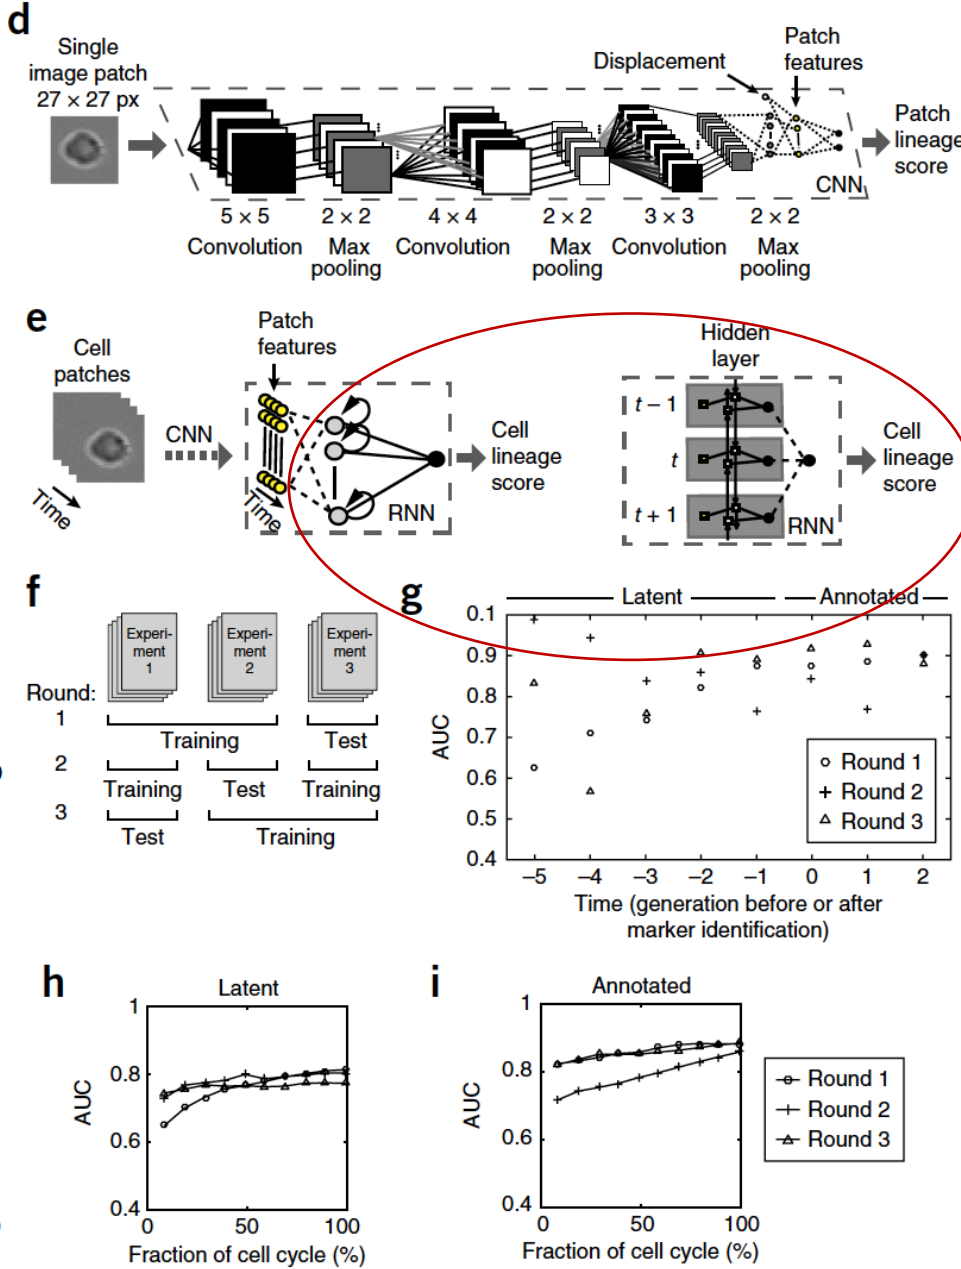 d
Single
image patch
27 × 27 px
Displacement
Patch
features
Patch
lineage
score
CNN
5 × 5
Convolution
2 × 2
Max
pooling
4 × 4
Convolution
2 × 2
Max
pooling
3 × 3
Convolution
2 × 2
Max
pooling
e
Cell
patches
Time
CNN
Patch
features
Time
RNN
Cell
lineage
score
Hidden
layer
t − 1
t
t + 1
RNN
Cell
lineage
score
f
Experi-
ment
1
Experi-
ment
2
Experi-
ment
3
Round:
1
Training
Test
2
Training
Test
Training
3
Test
Training
g
Latent
Annotated
0.1
0.9
0.8
0.7
0.6
0.5
0.4
AUC
−5 −4 −3 −2 −1 0 1 2
Time (generation before or after
marker identification)
Round 1
Round 2
Round 3
h
Latent
1
0.8
0.6
0.4
AUC
0 50 100
Fraction of cell cycle (%)
i
Annotated
1
0.8
0.6
0.4
AUC
0 50 100
Fraction of cell cycle (%)
Round 1
Round 2
Round 3